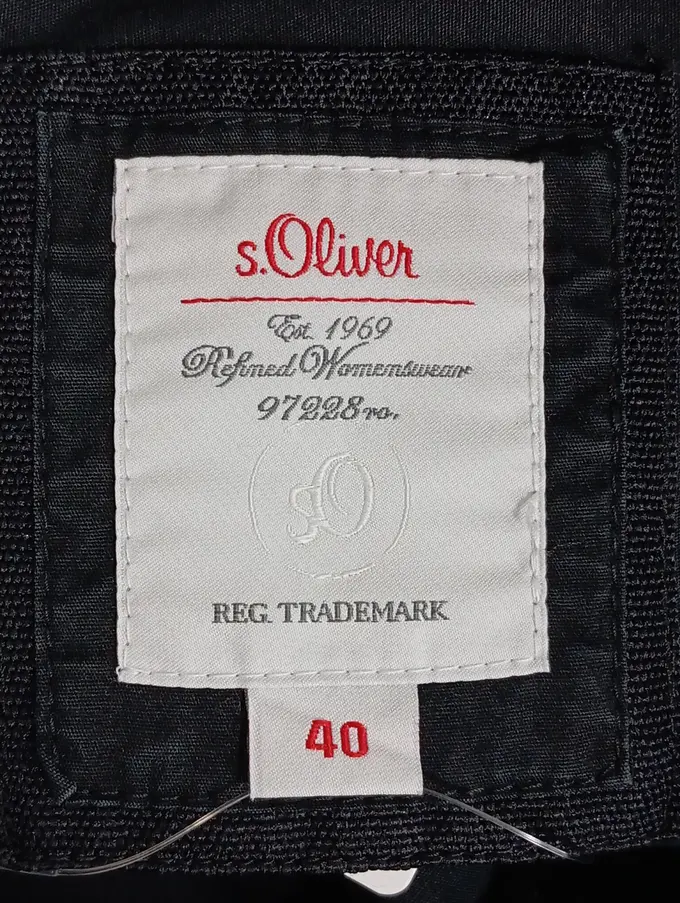 s.Oliver
Est. 1969
Refined Womenswear
97228 ro.
sO
REG. TRADEMARK
40